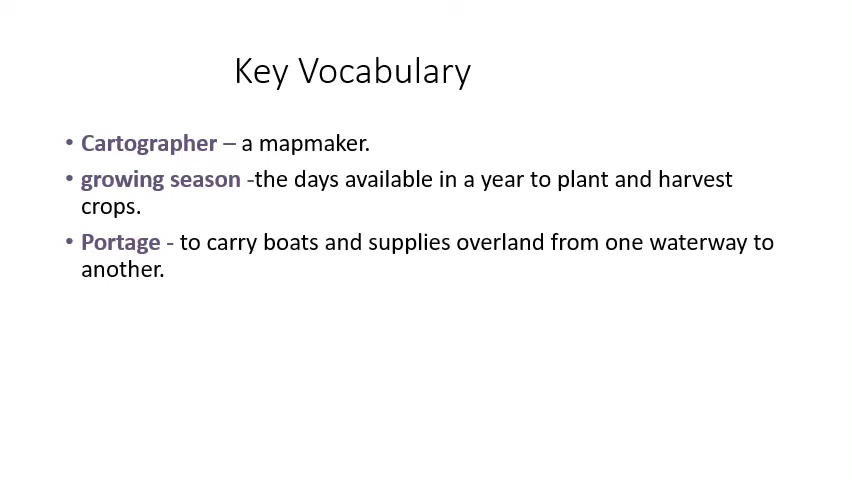 Key Vocabulary
• Cartographer – a mapmaker.
• growing season -the days available in a year to plant and harvest
crops.
• Portage - to carry boats and supplies overland from one waterway to
another.